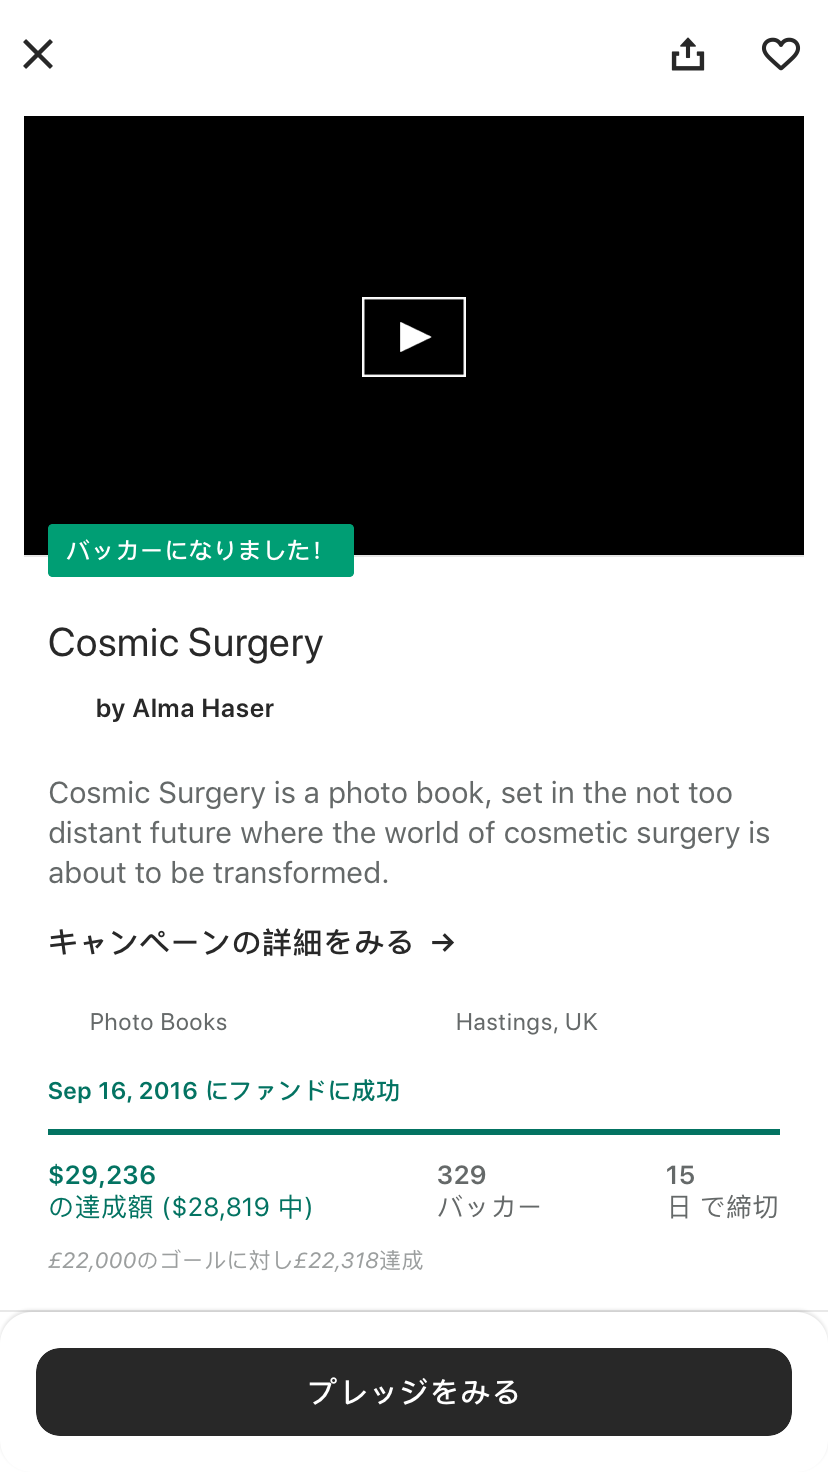 バッカーになりました!
Cosmic Surgery
by Alma Haser
Cosmic Surgery is a photo book, set in the not too
distant future where the world of cosmetic surgery is
about to be transformed.
キャンペーンの詳細をみる →
Photo Books
Hastings, UK
Sep 16, 2016 にファンドに成功
$29,236
の達成額 ($28,819 中)
329
バッカー
15
日 で締切
£22,000のゴールに対し£22,318達成
プレッジをみる